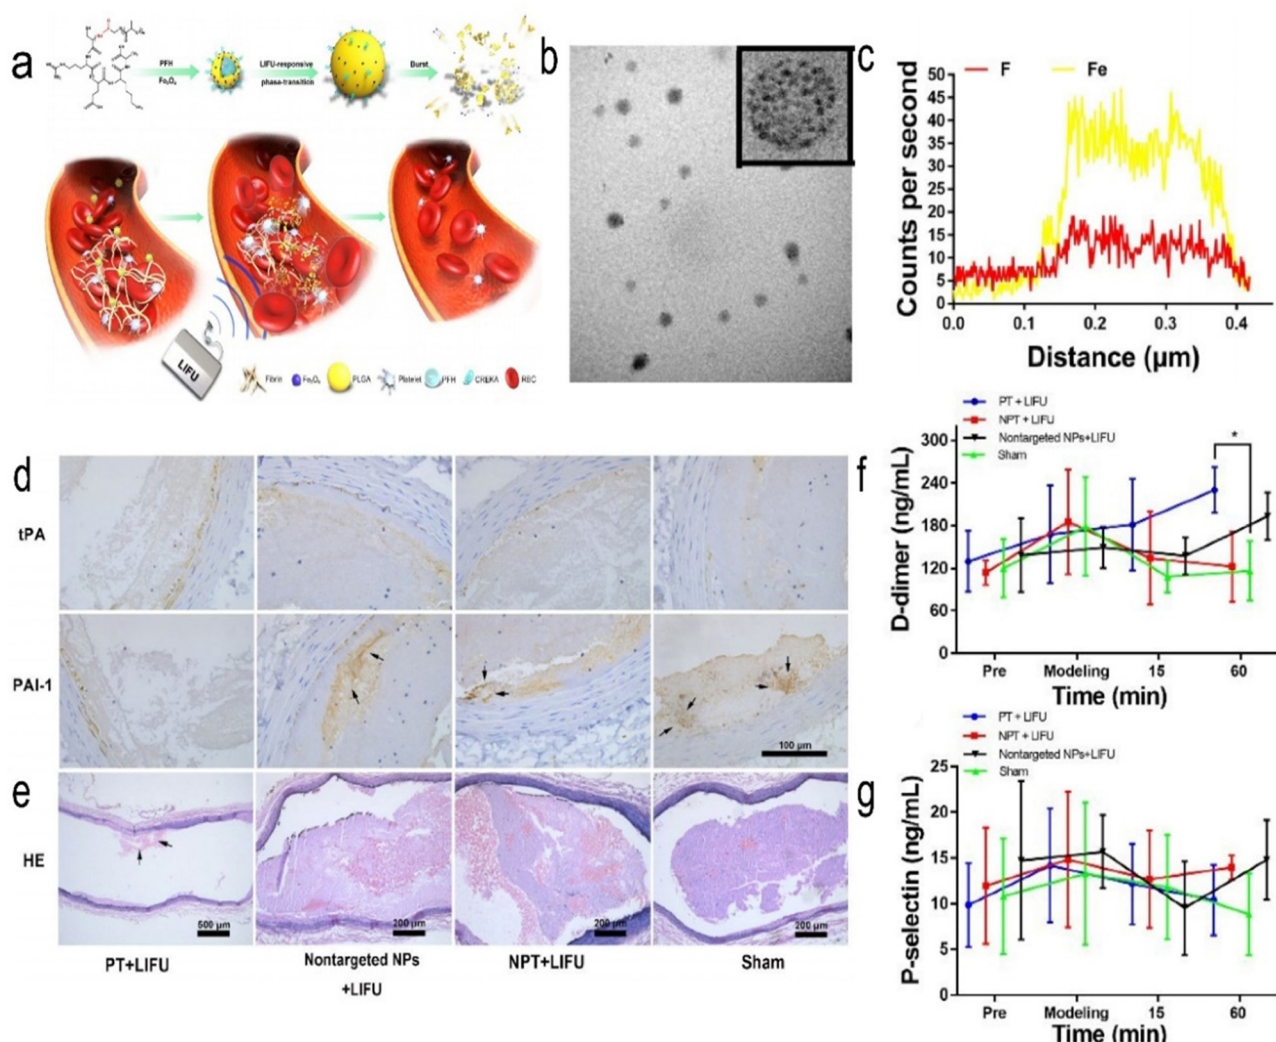 a
PFH
Fe₃O₄
LIFU-responsive
phase-transition
Burst
LIFU
Fibrin
Fe₃O₄
PLGA
Platelet
PFH
CREKA
RBC
b
c
F
Fe
Counts per second
50
45
40
35
30
25
20
15
10
5
0
0.0 0.1 0.2 0.3 0.4
Distance (µm)
d
tPA
PAI-1
100 µm
e
HE
500 µm
200 µm
200 µm
200 µm
PT+LIFU
Nontargeted NPs
+LIFU
NPT+LIFU
Sham
f
PT + LIFU
NPT + LIFU
Nontargeted NPs+LIFU
Sham
*
D-dimer (ng/mL)
300
240
180
120
60
0
Pre Modeling 15 60
Time (min)
g
PT + LIFU
NPT + LIFU
Nontargeted NPs+LIFU
Sham
P-selectin (ng/mL)
25
20
15
10
5
0
Pre Modeling 15 60
Time (min)